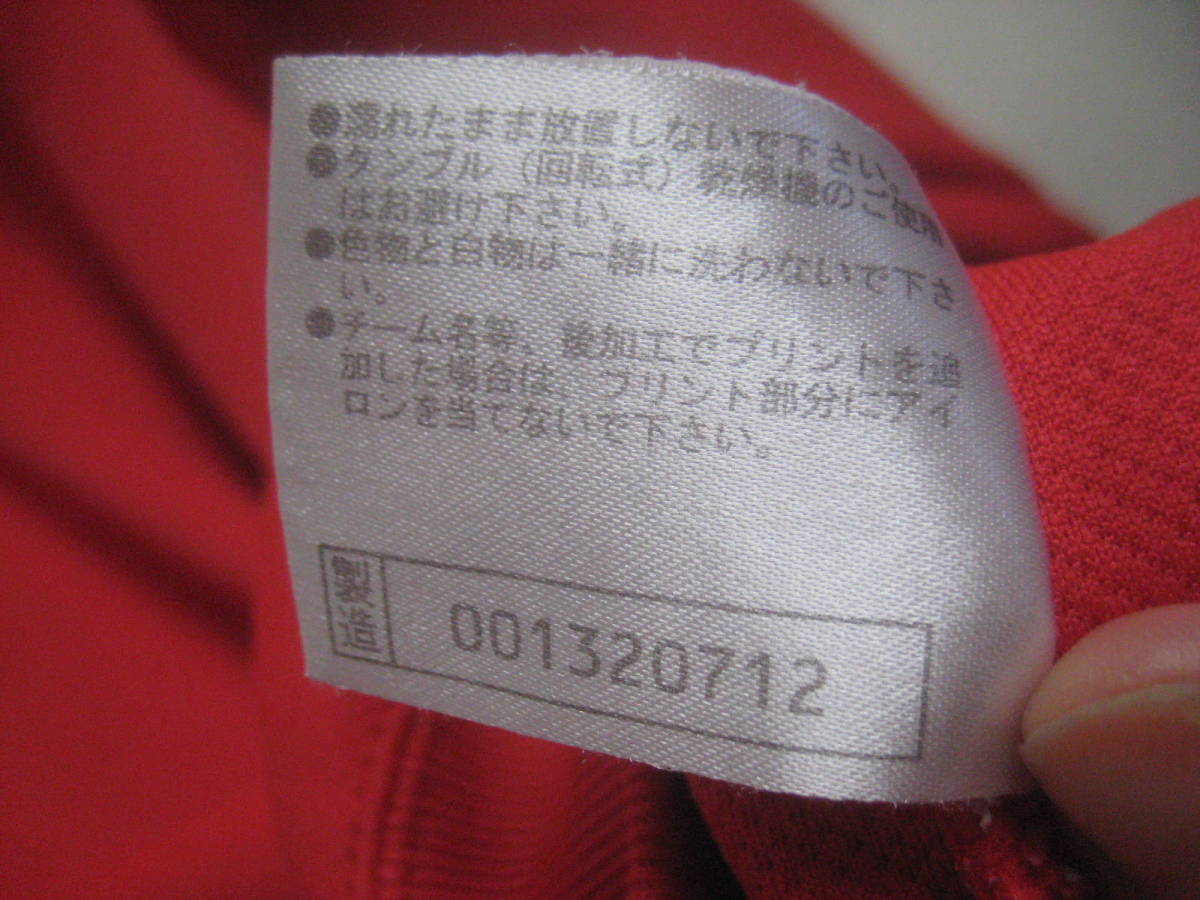 ●濡れたまま放置しないで下さい。
●タンブル（回転式）乾燥機のご使用
はお避け下さい。
●色物と白物は一緒に洗わないで下さ
い。
●チーム名等、後加工でプリントを追
加した場合は、プリント部分にアイ
ロンを当てないで下さい。
製造 001320712